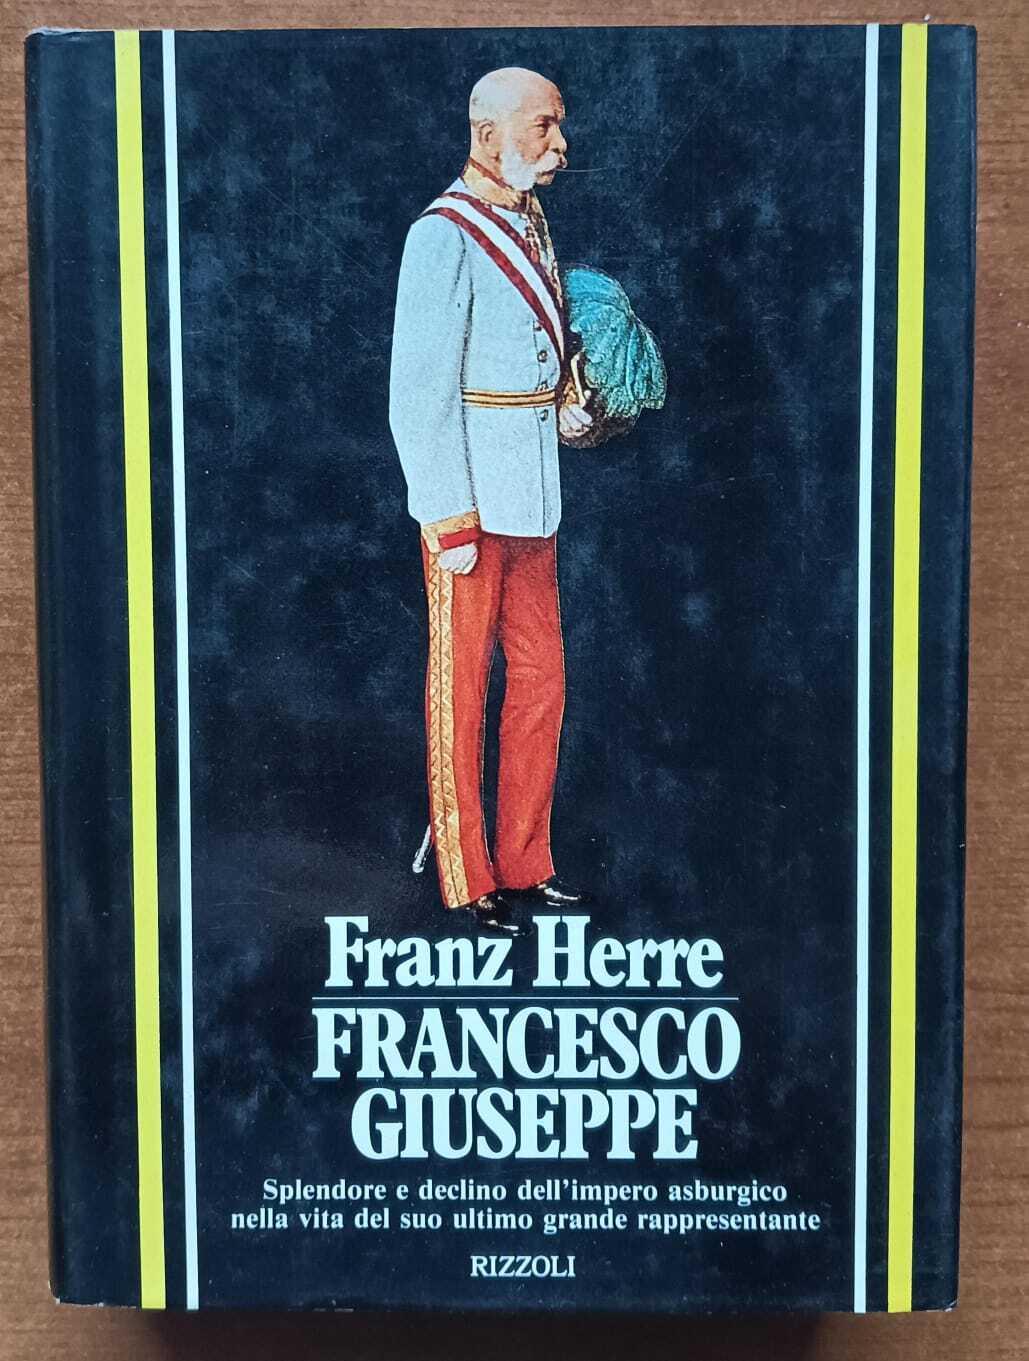 Franz Herre
FRANCESCO
GIUSEPPE
Splendore e declino dell'impero asburgico
nella vita del suo ultimo grande rappresentante
RIZZOLI